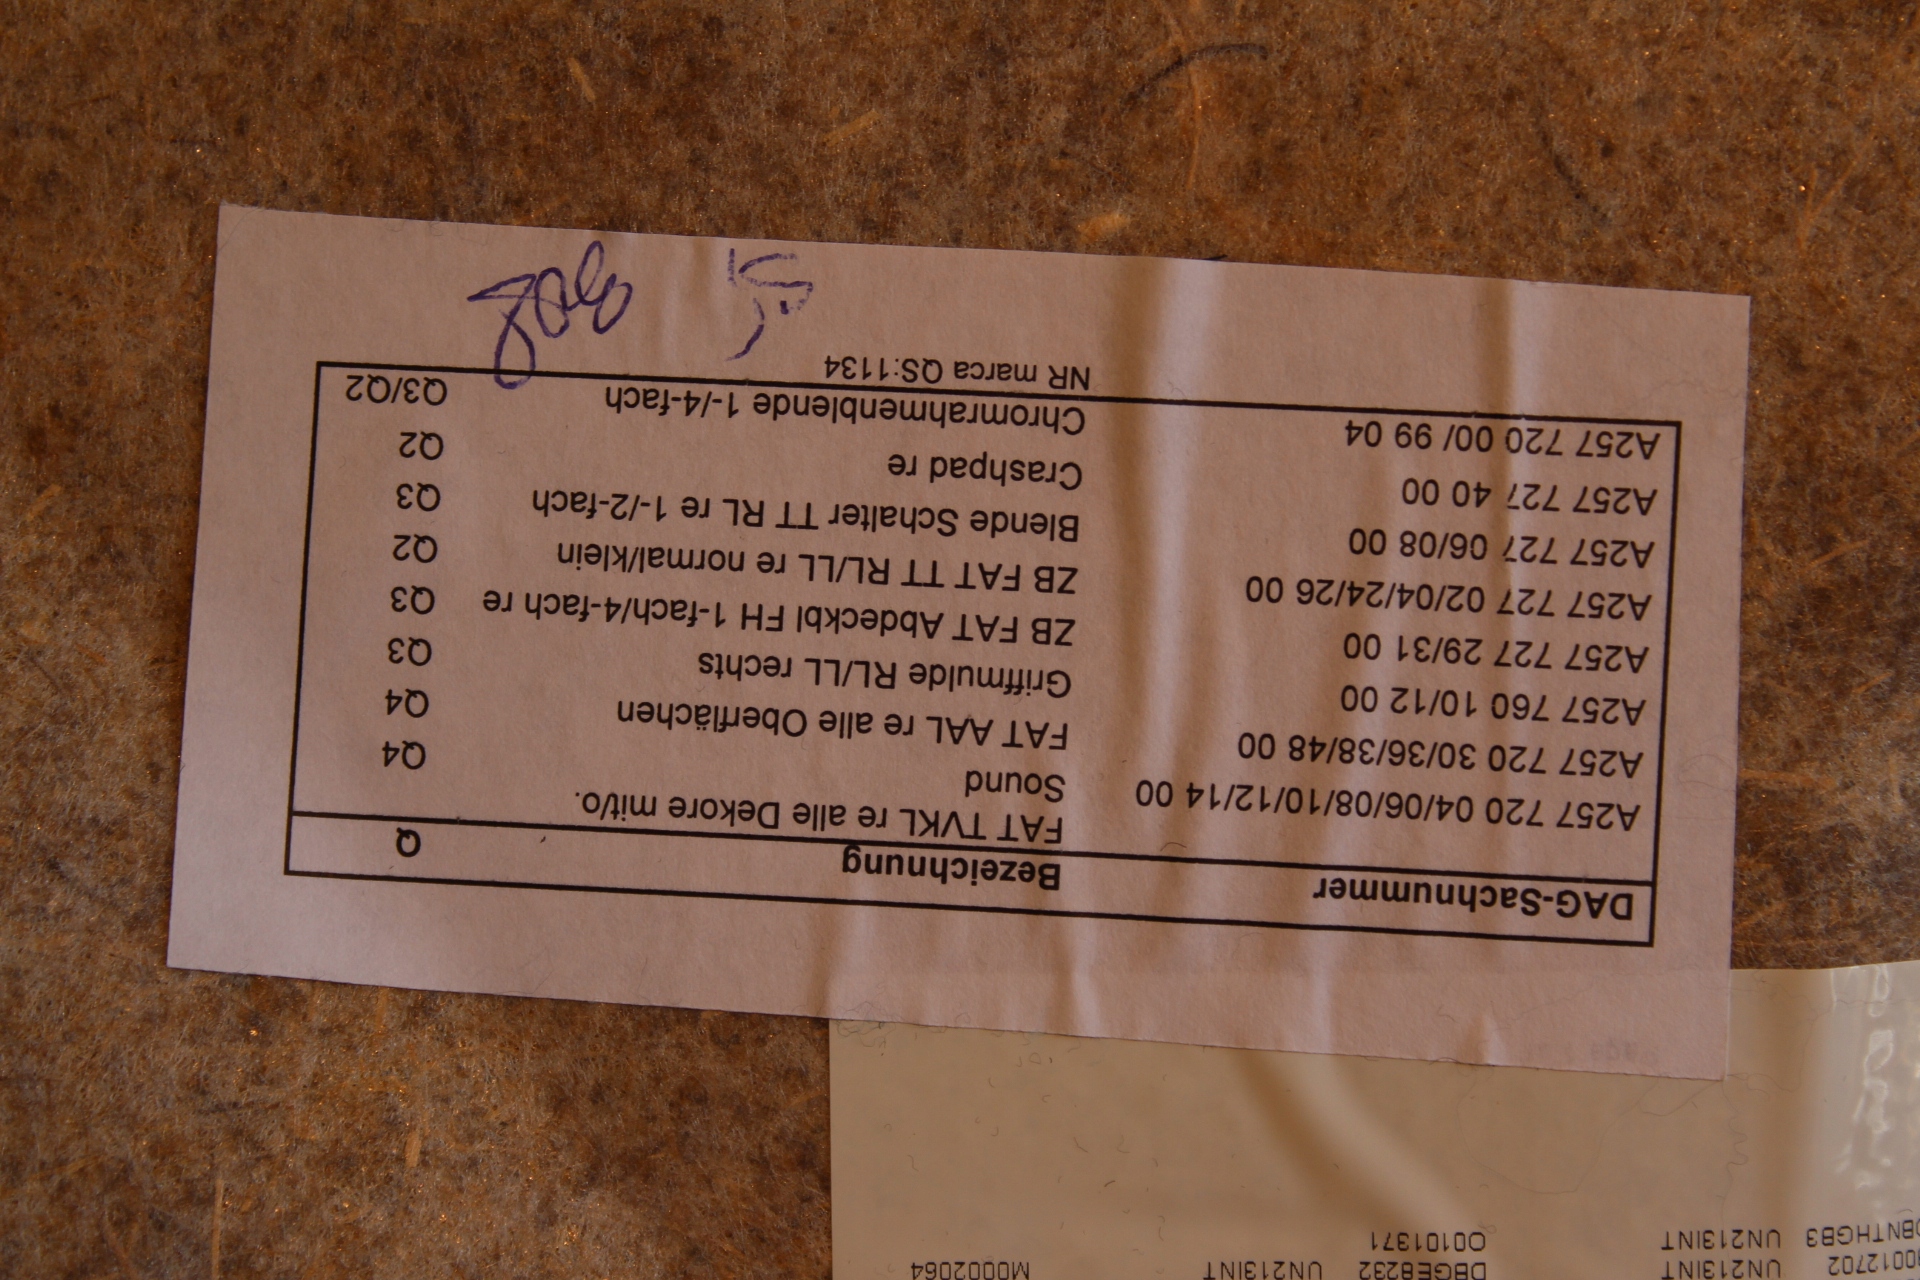 DBGE8232 UN213INT M0002064
UN213INT O0101371
DAG-Sachnummer Bezeichnung Q
A257 720 04/06/08/10/12/14 00 FAT TVKL re alle Dekore mit/o. Sound Q4
A257 720 30/36/38/48 00 FAT AAL re alle Oberflächen Q4
A257 760 10/12 00 Griffmulde RL/LL rechts Q3
A257 727 29/31 00 ZB FAT Abdeckbl FH 1-fach/4-fach re Q3
A257 727 02/04/24/26 00 ZB FAT TT RL/LL re normal/klein Q2
A257 727 06/08 00 Blende Schalter TT RL re 1-/2-fach Q3
A257 727 40 00 Crashpad re Q2
A257 720 00/ 99 04 Chromrahmenblende 1-/4-fach Q3/Q2
NR marca QS:1134